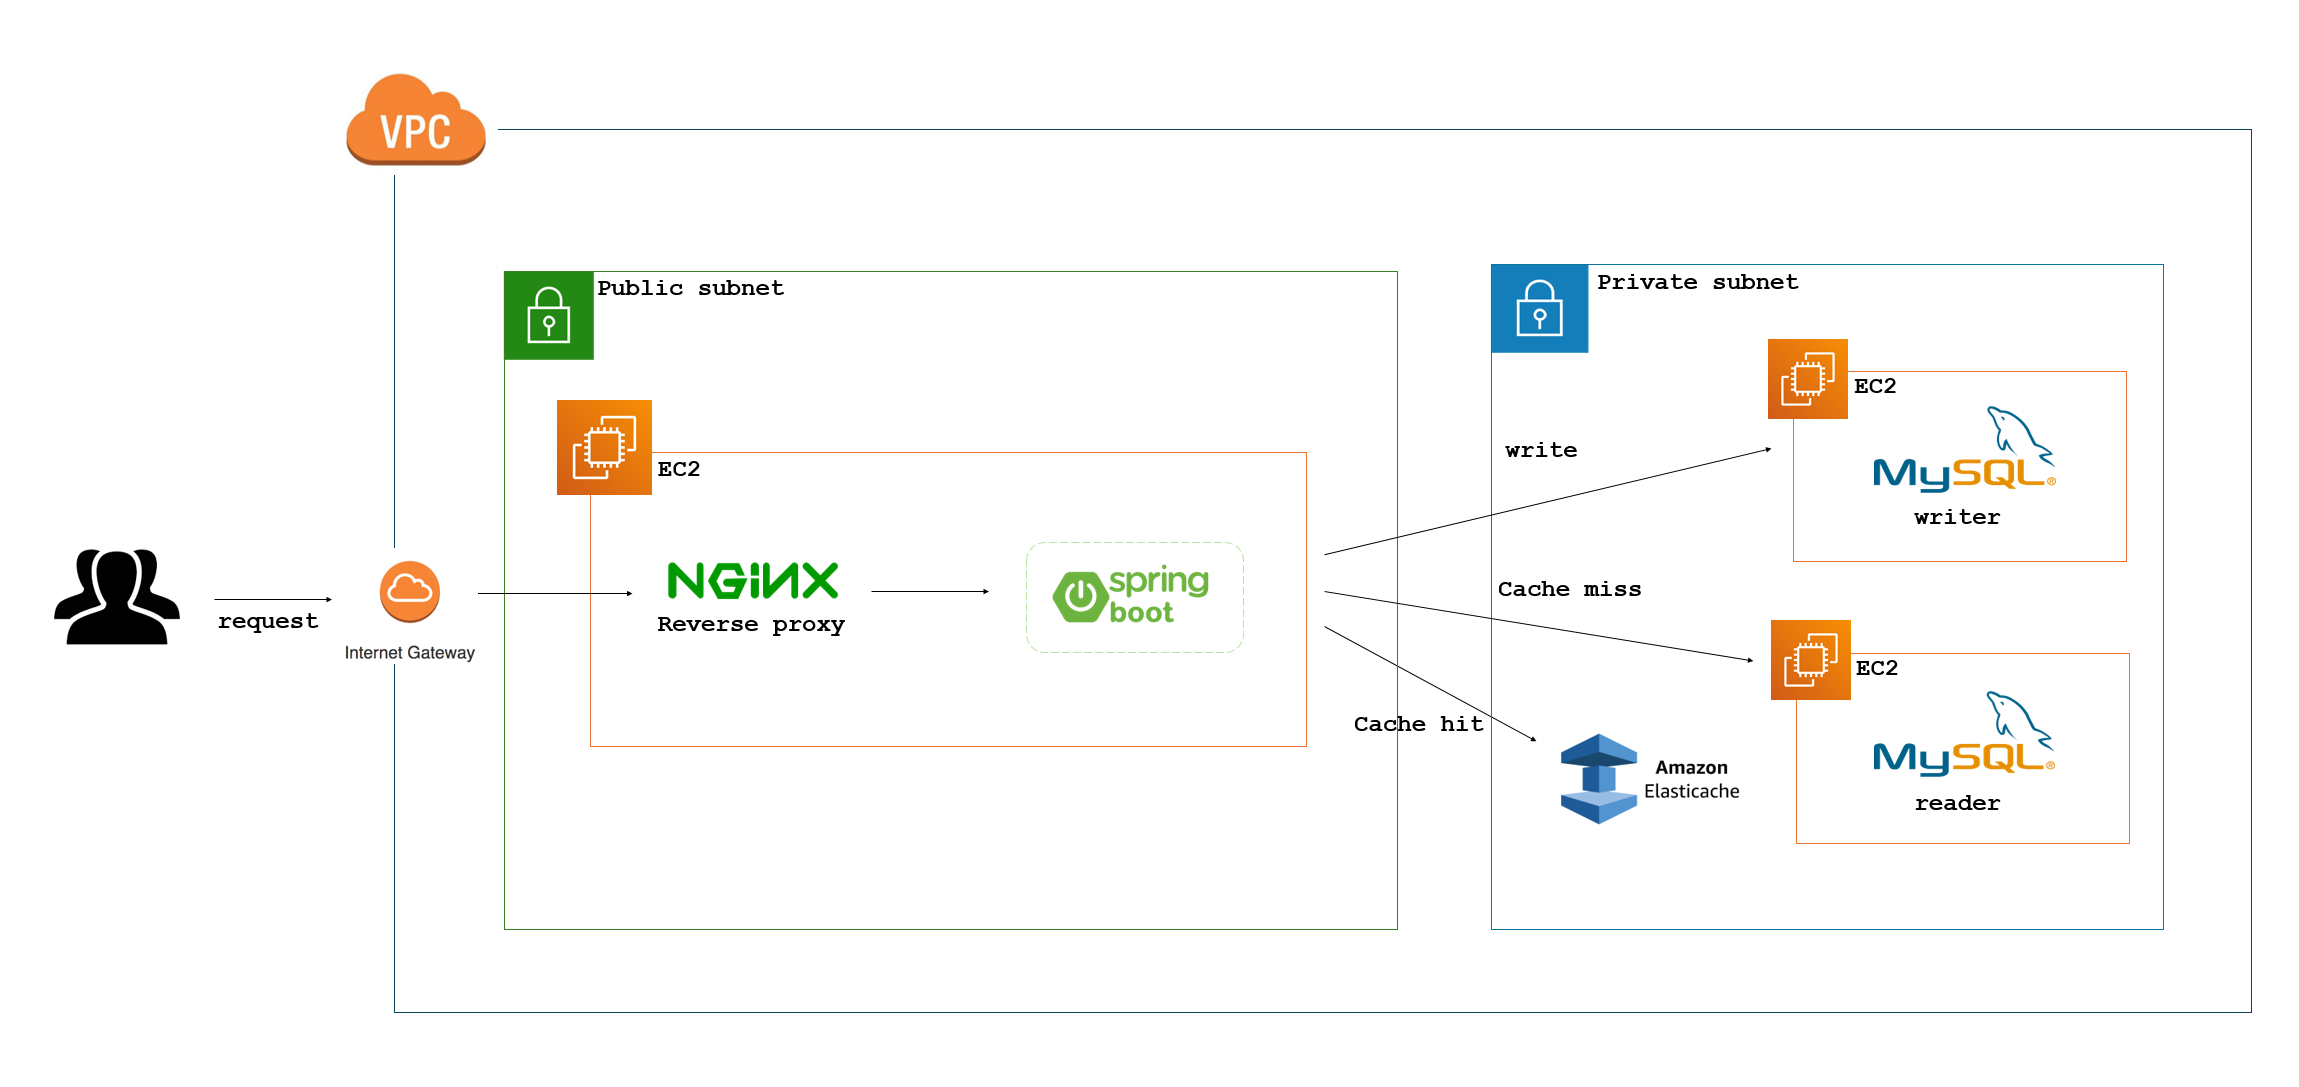 VPC
Public subnet
Private subnet
EC2
EC2
write
MySQL®
writer
request
Internet Gateway
NGINX
Reverse proxy
spring
boot
Cache miss
EC2
Cache hit
Amazon
Elasticache
MySQL®
reader